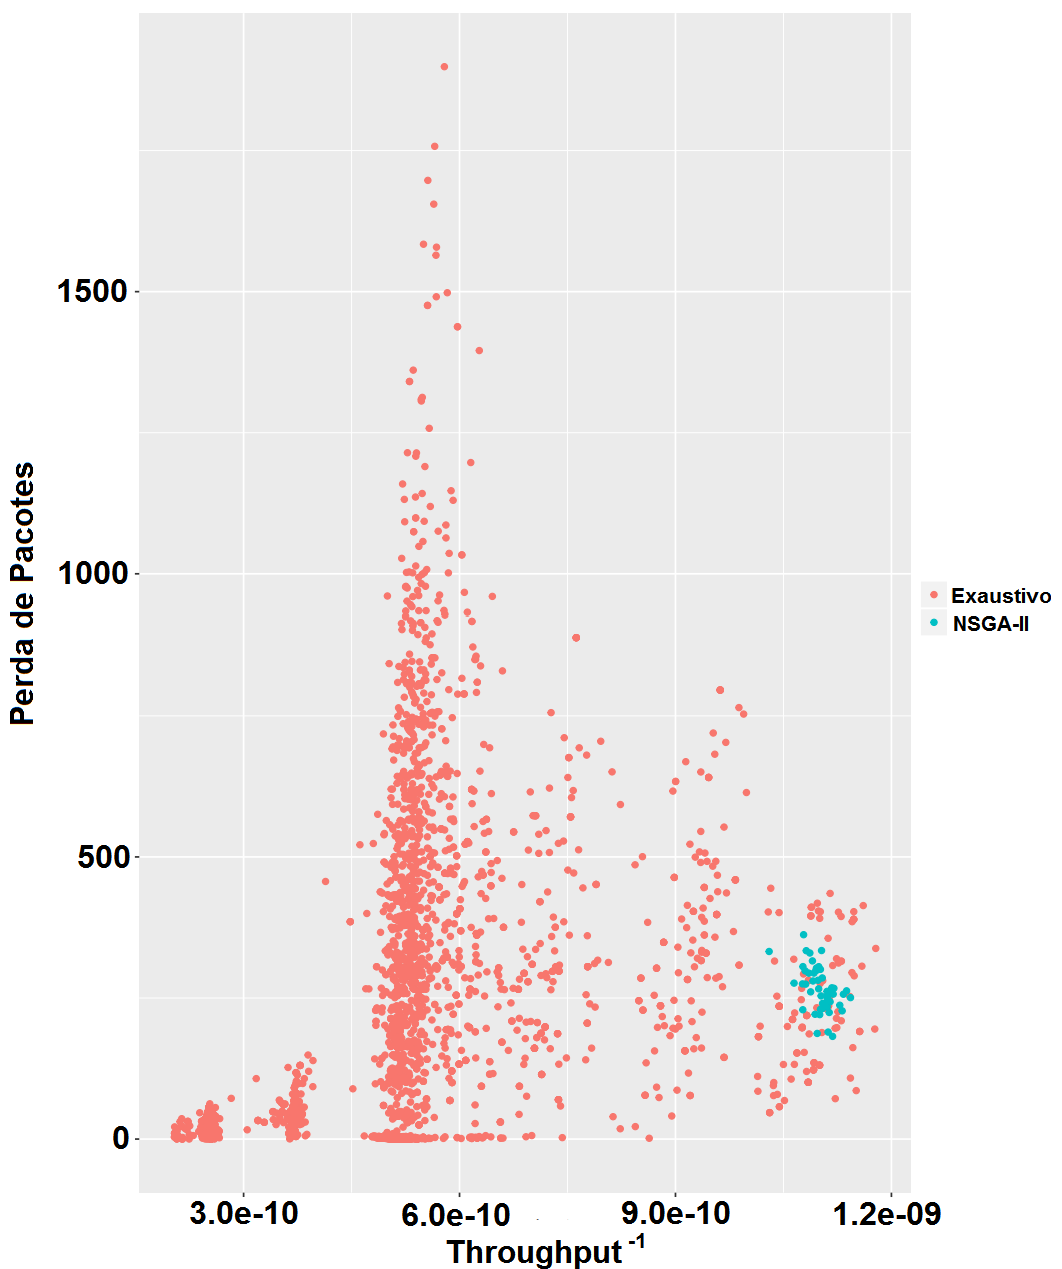 Perda de Pacotes
1500
1000
500
0
3.0e-10
6.0e-10
9.0e-10
1.2e-09
Throughput -1
Exaustivo
NSGA-II